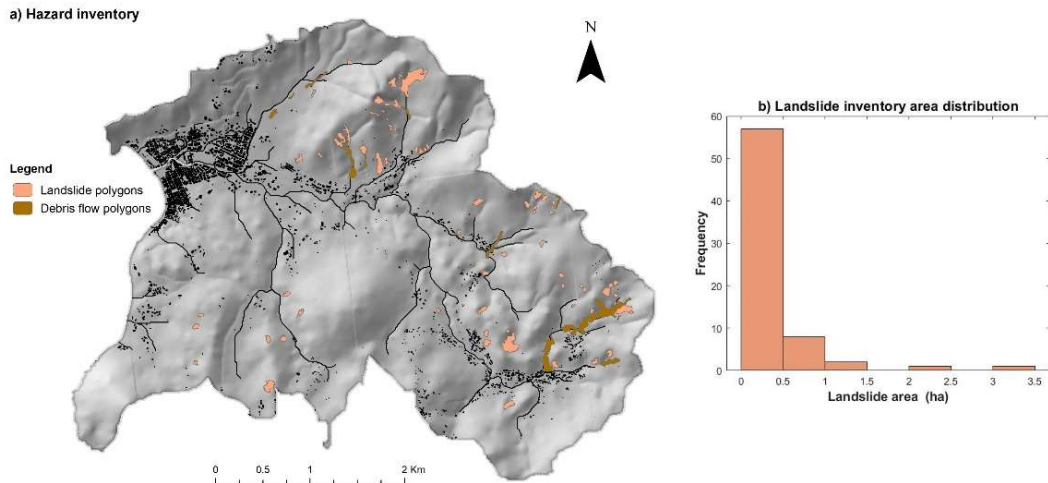 a) Hazard inventory
N
Legend
Landslide polygons
Debris flow polygons
0 0.5 1 2 Km
b) Landslide inventory area distribution
Frequency
60
50
40
30
20
10
0
0 0.5 1 1.5 2 2.5 3 3.5
Landslide area (ha)